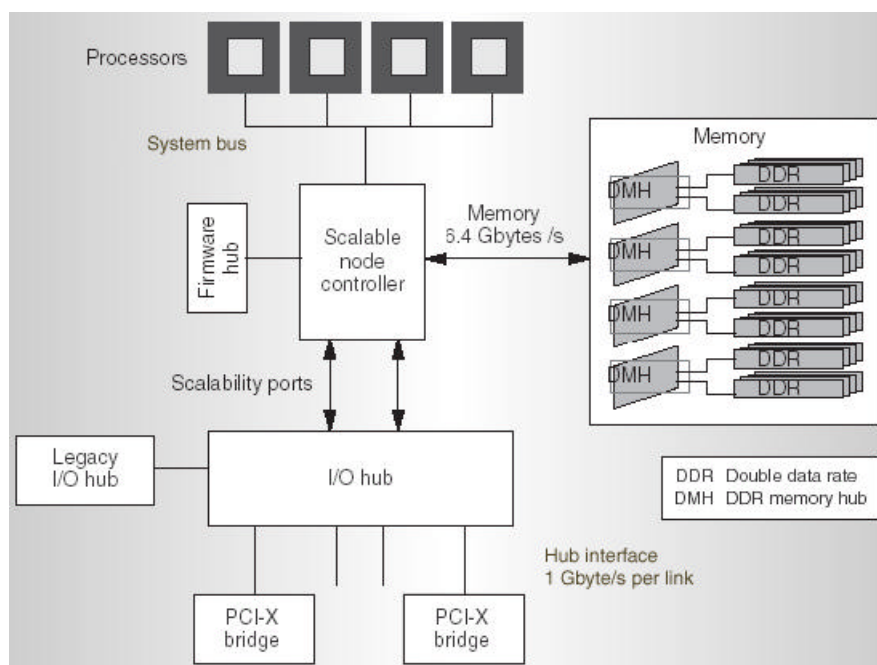 Processors
System bus
Memory
DMH
DDR
DDR
DMH
DDR
DDR
DMH
DDR
DDR
DMH
DDR
DDR
Firmware
hub
Scalable
node
controller
Memory
6.4 Gbytes /s
Scalability ports
Legacy
I/O hub
I/O hub
DDR Double data rate
DMH DDR memory hub
Hub interface
1 Gbyte/s per link
PCI-X
bridge
PCI-X
bridge